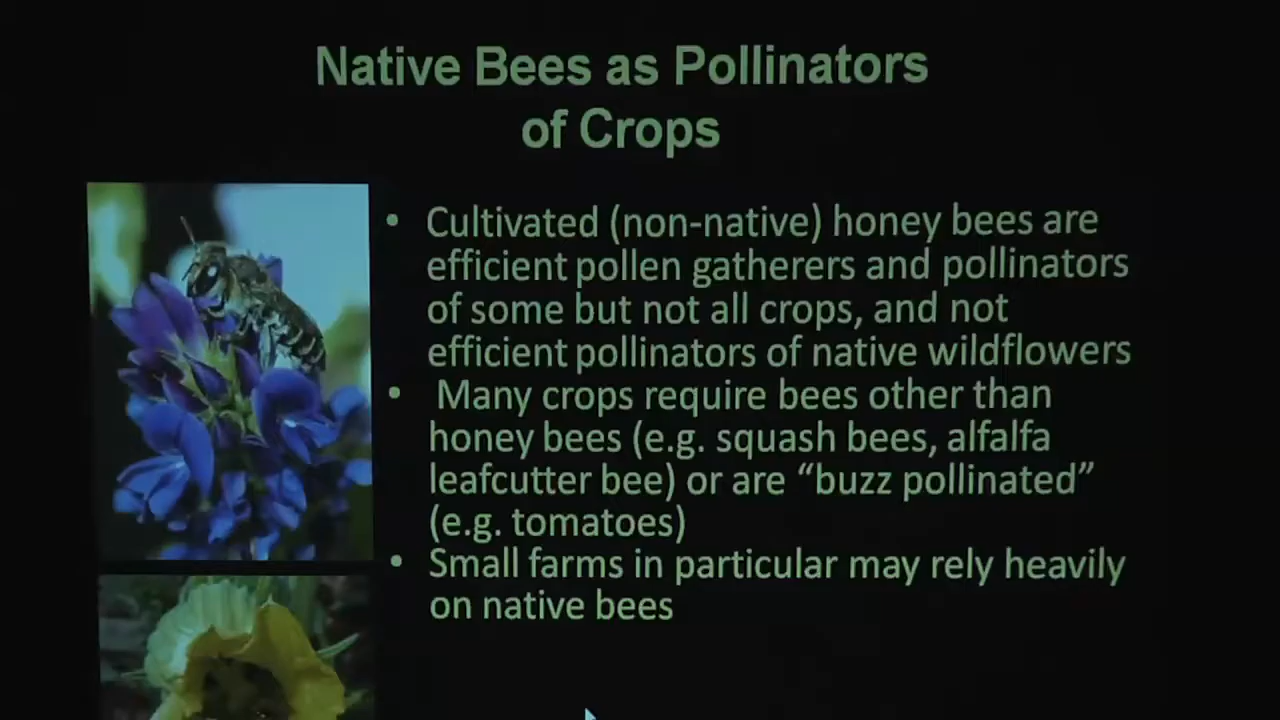 Native Bees as Pollinators
of Crops
• Cultivated (non-native) honey bees are
efficient pollen gatherers and pollinators
of some but not all crops, and not
efficient pollinators of native wildflowers
• Many crops require bees other than
honey bees (e.g. squash bees, alfalfa
leafcutter bee) or are “buzz pollinated”
(e.g. tomatoes)
• Small farms in particular may rely heavily
on native bees